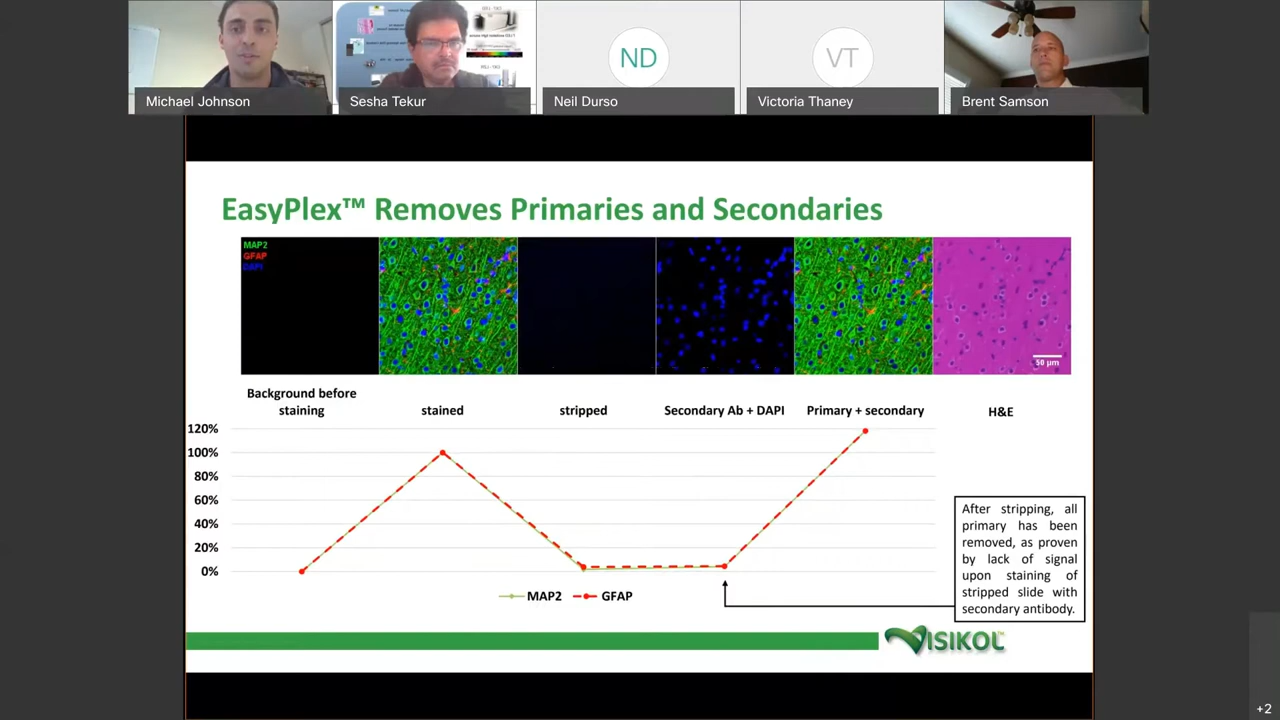 ND
VT
Michael Johnson
Sesha Tekur
Neil Durso
Victoria Thaney
Brent Samson
EasyPlex™ Removes Primaries and Secondaries
MAP2
GFAP
DAPI
50 µm
Background before
staining
stained
stripped
Secondary Ab + DAPI
Primary + secondary
H&E
120%
100%
80%
60%
40%
20%
0%
MAP2
GFAP
After stripping, all
primary has been
removed, as proven
by lack of signal
upon staining of
stripped slide with
secondary antibody.
VISIKOL™
+2